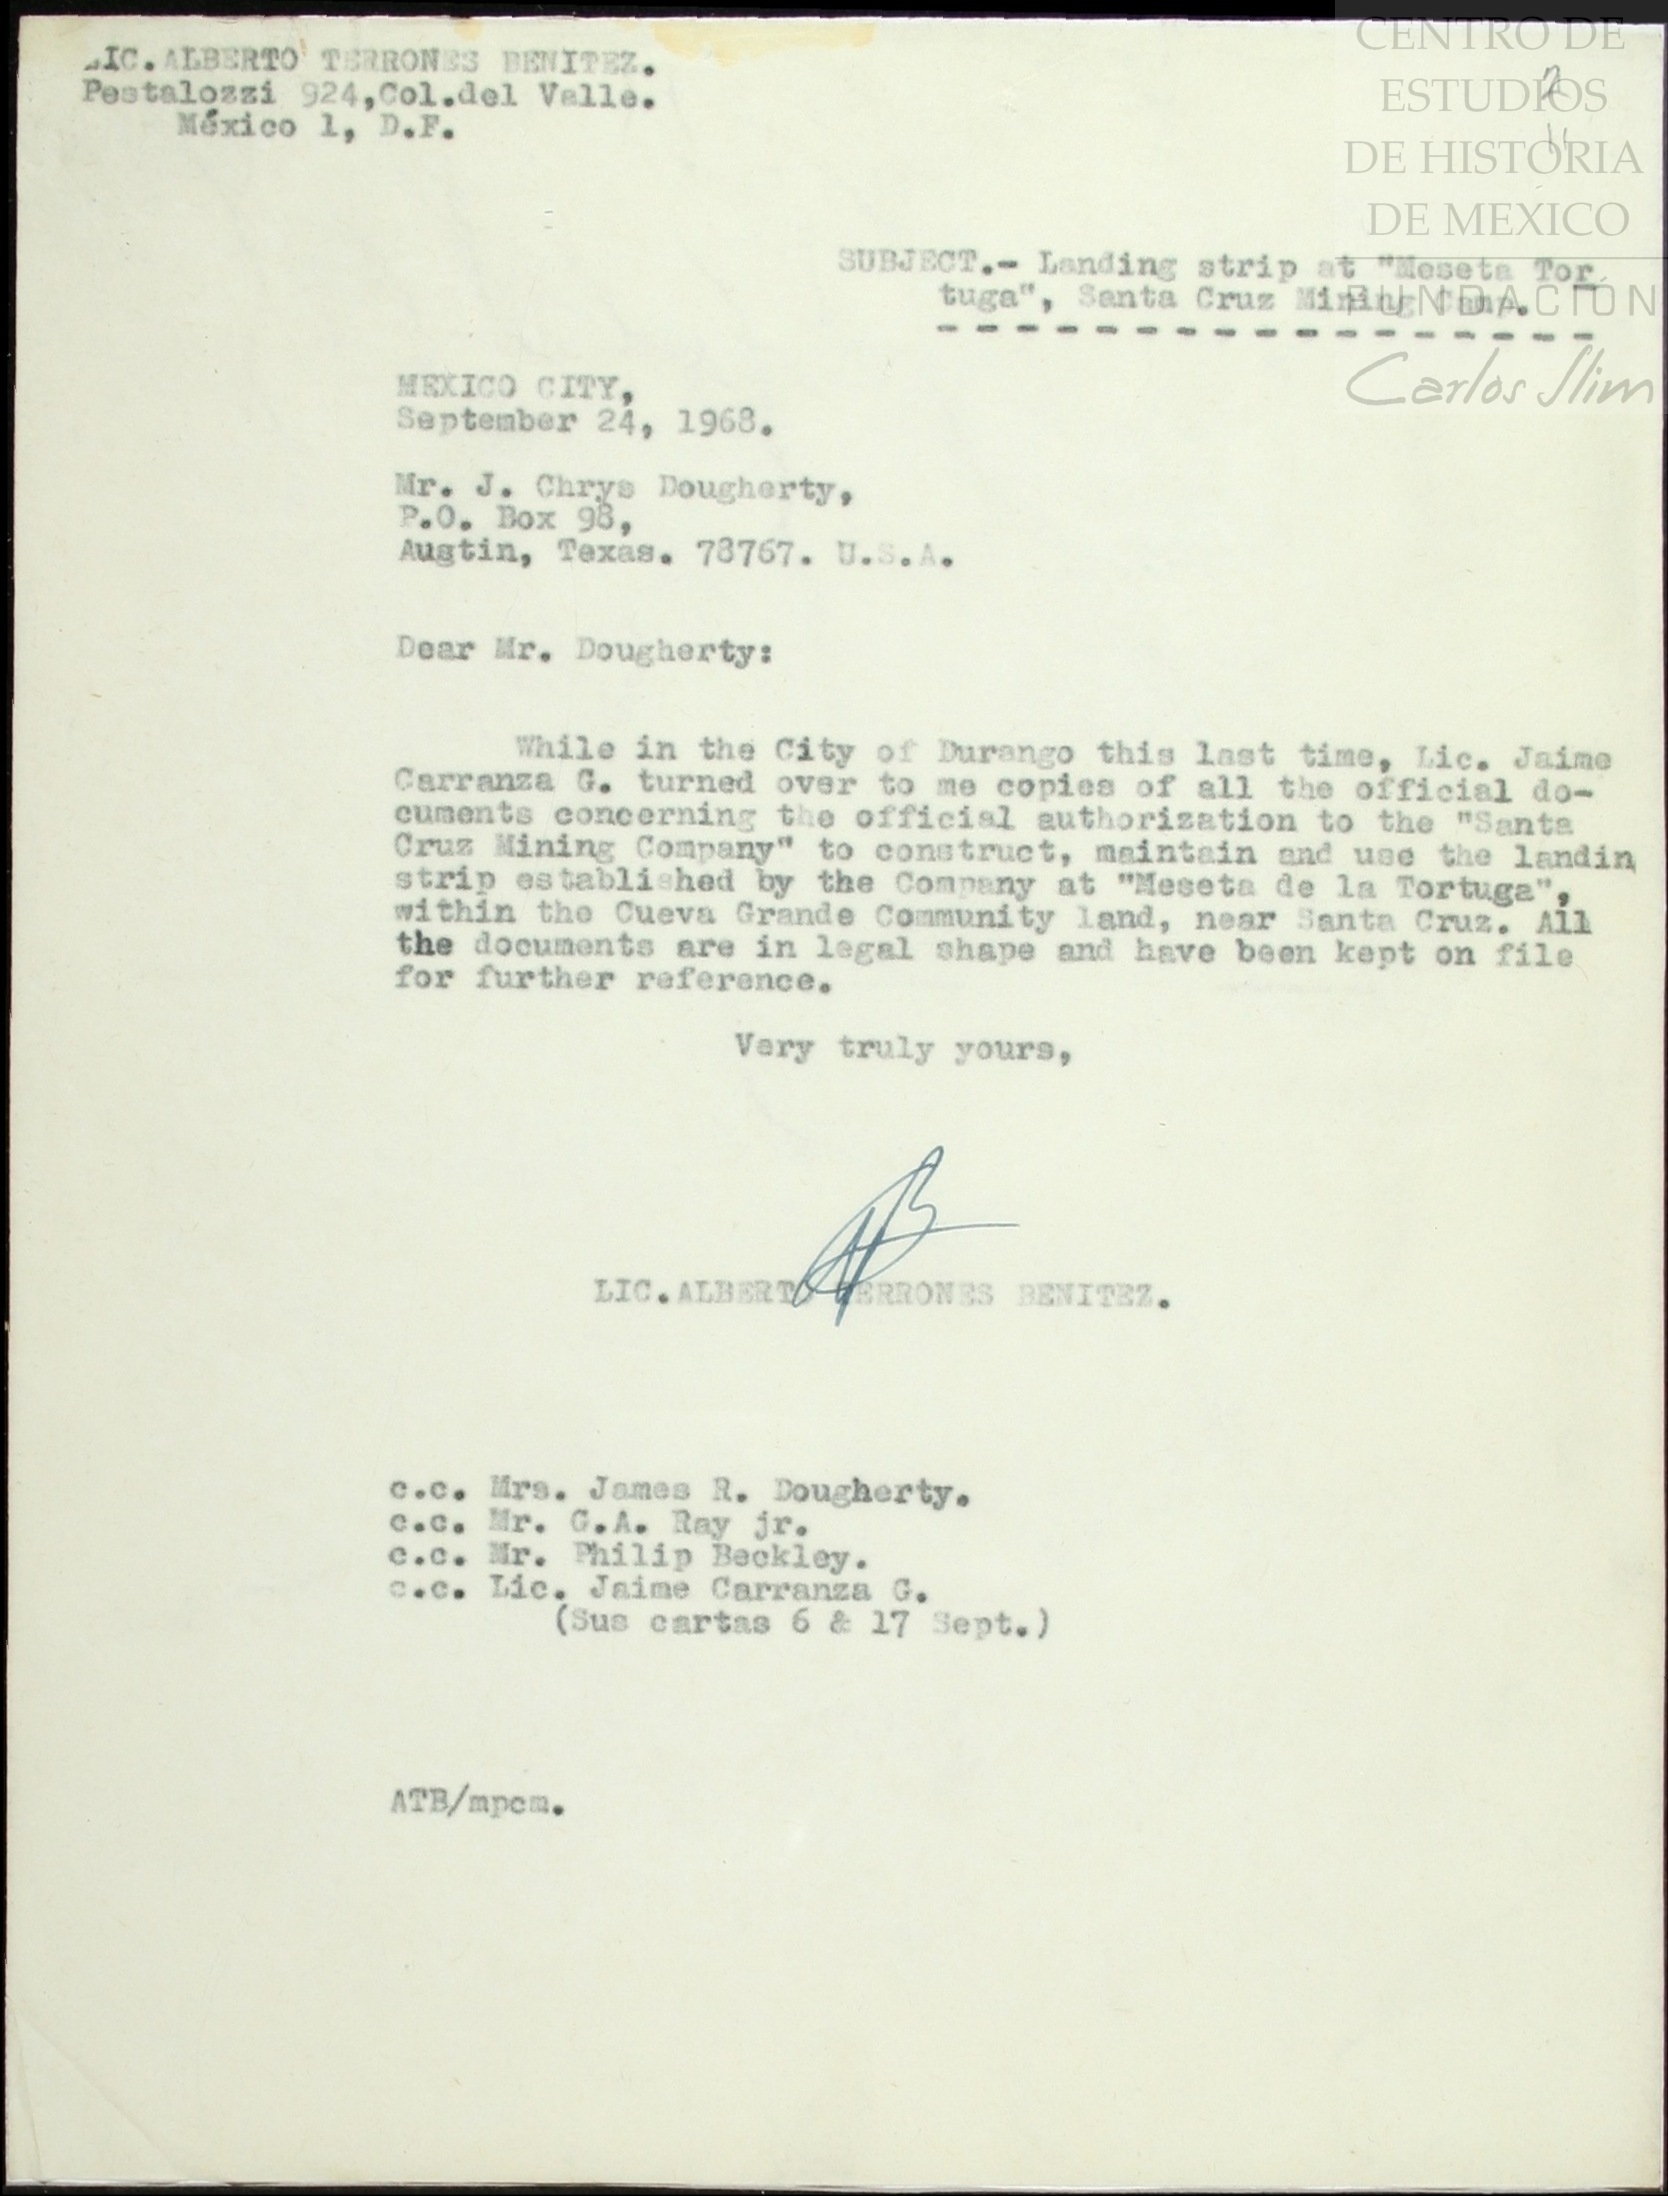 LIC.ALBERTO TERRONES BENITEZ.
Pestalozzi 924,Col.del Valle.
México 1, D.F.
CENTRO DE
ESTUDIOS
DE HISTORIA
DE MEXICO
FUNDACIÓN
Carlos Slim
2
11
SUBJECT.- Landing strip at "Meseta Tor
tuga", Santa Cruz Mining Camp.
MEXICO CITY,
September 24, 1968.
Mr. J. Chrys Dougherty,
P.O. Box 98,
Austin, Texas. 78767. U.S.A.
Dear Mr. Dougherty:
While in the City of Durango this last time, Lic. Jaime
Carranza G. turned over to me copies of all the official do-
cuments concerning the official authorization to the "Santa
Cruz Mining Company" to construct, maintain and use the landin
strip established by the Company at "Meseta de la Tortuga",
within the Cueva Grande Community land, near Santa Cruz. All
the documents are in legal shape and have been kept on file
for further reference.
Very truly yours,
LIC.ALBERTO TERRONES BENITEZ.
c.c. Mrs. James R. Dougherty.
c.c. Mr. G.A. Ray jr.
c.c. Mr. Philip Beckley.
c.c. Lic. Jaime Carranza G.
(Sus cartas 6 & 17 Sept.)
ATB/mpcm.